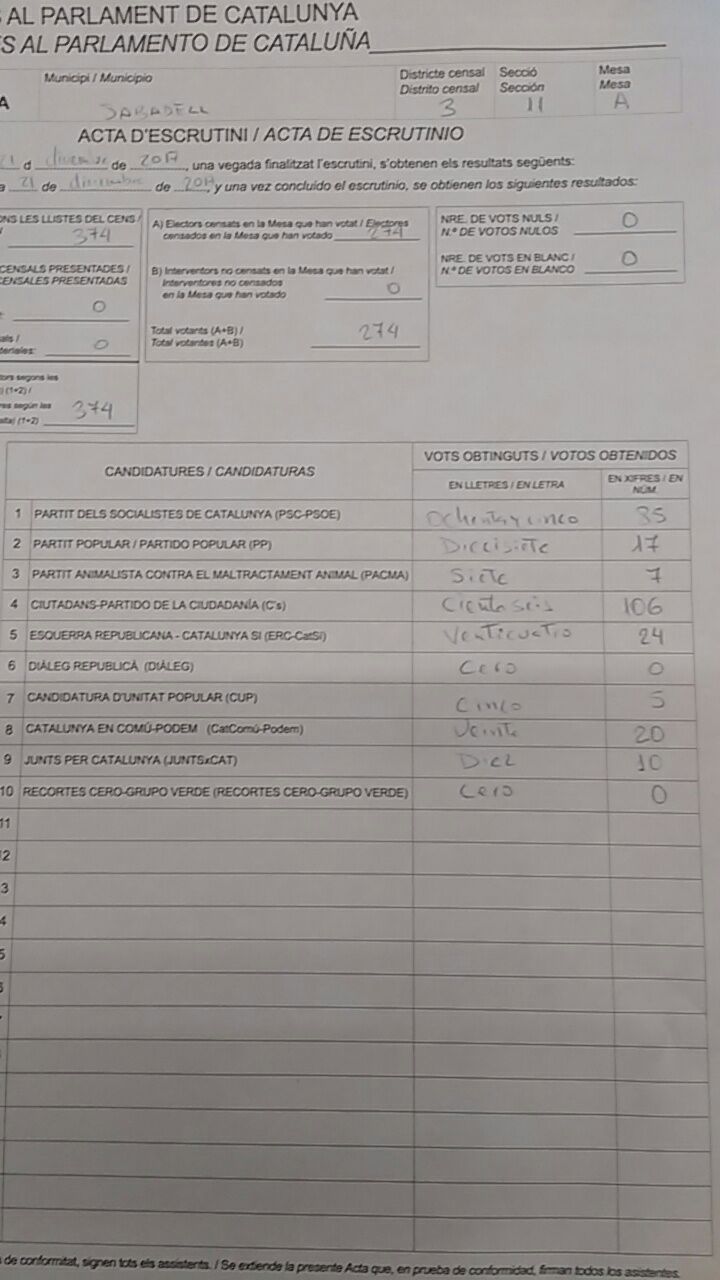 S AL PARLAMENT DE CATALUNYA
S AL PARLAMENTO DE CATALUÑA
Municipi / Municipio
Districte censal
Distrito censal
Secció
Sección
Mesa
Mesa
A
SABADELL
3
11
A
ACTA D'ESCRUTINI / ACTA DE ESCRUTINIO
21 d diciembre de 2017, una vegada finalitzat l'escrutini, s'obtenen els resultats següents:
a 21 de diciembre de 2017, y una vez concluido el escrutinio, se obtienen los siguientes resultados:
ONS LES LLISTES DEL CENS /
374
CENSALS PRESENTADES /
CENSALES PRESENTADAS
0
als /
teriales: 0
tors segons les
) (1+2) /
res según las
alta) (1+2) 374
A) Electors censats en la Mesa que han votat / Electores
censados en la Mesa que han votado 274
B) Interventors no censats en la Mesa que han votat /
Interventores no censados
en la Mesa que han votado 0
Total votants (A+B) /
Total votantes (A+B) 274
NRE. DE VOTS NULS /
N.º DE VOTOS NULOS 0
NRE. DE VOTS EN BLANC /
N.º DE VOTOS EN BLANCO 0
CANDIDATURES / CANDIDATURAS
VOTS OBTINGUTS / VOTOS OBTENIDOS
EN LLETRES / EN LETRA
EN XIFRES / EN
NÚM.
1 PARTIT DELS SOCIALISTES DE CATALUNYA (PSC-PSOE) Ochenta y cinco 85
2 PARTIT POPULAR / PARTIDO POPULAR (PP) Diecisiete 17
3 PARTIT ANIMALISTA CONTRA EL MALTRACTAMENT ANIMAL (PACMA) Siete 7
4 CIUTADANS-PARTIDO DE LA CIUDADANÍA (C's) Ciento seis 106
5 ESQUERRA REPUBLICANA - CATALUNYA SÍ (ERC-CatSí) Venticuatro 24
6 DIÀLEG REPUBLICÀ (DIÀLEG) Cero 0
7 CANDIDATURA D'UNITAT POPULAR (CUP) Cinco 5
8 CATALUNYA EN COMÚ-PODEM (CatComú-Podem) Veinte 20
9 JUNTS PER CATALUNYA (JUNTSxCAT) Diez 10
10 RECORTES CERO-GRUPO VERDE (RECORTES CERO-GRUPO VERDE) Cero 0
11
2
3
4
5
de conformitat, signen tots els assistents. / Se extiende la presente Acta que, en prueba de conformidad, firman todos los asistentes.